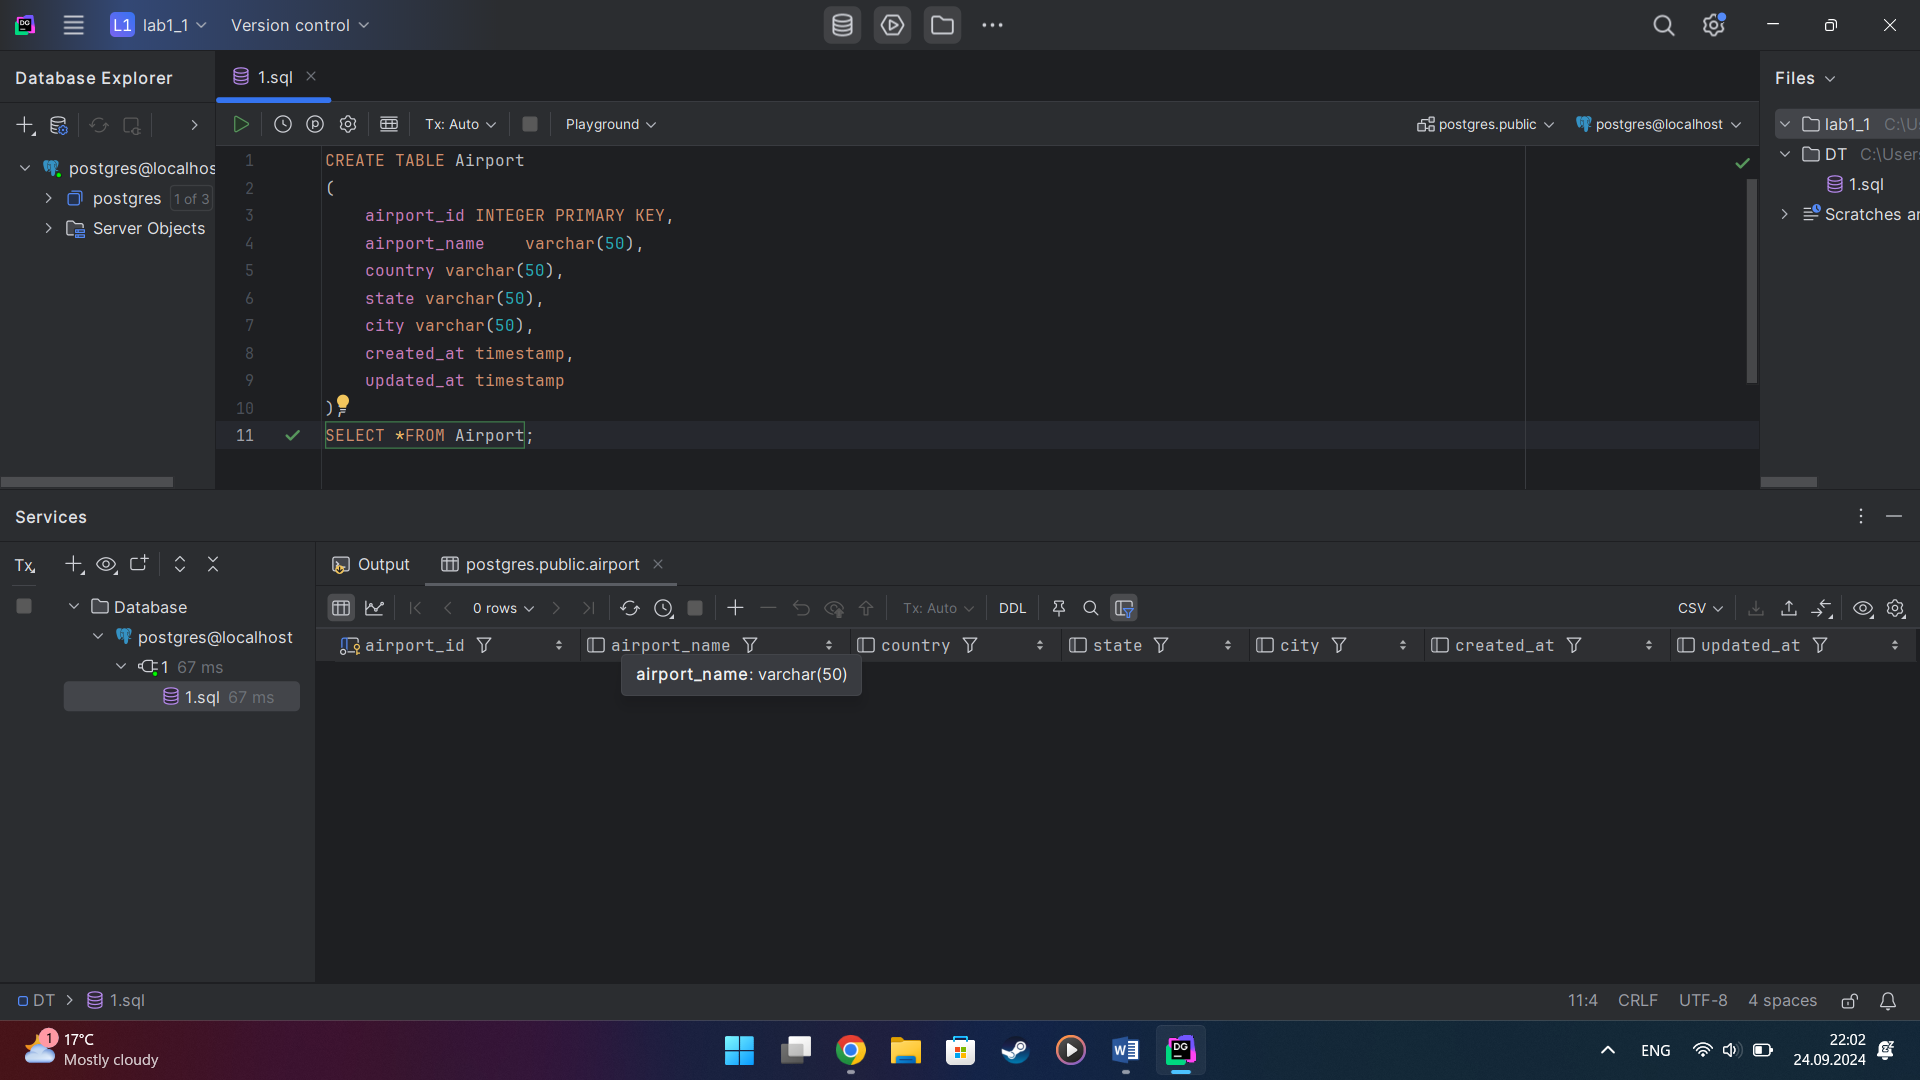 L1 lab1_1 Version control
Database Explorer
1.sql
Files
Tx: Auto Playground postgres.public postgres@localhost
postgres@localhos
postgres 1 of 3
Server Objects
1 CREATE TABLE Airport
2 (
3 airport_id INTEGER PRIMARY KEY,
4 airport_name    varchar(50),
5 country varchar(50),
6 state varchar(50),
7 city varchar(50),
8 created_at timestamp,
9 updated_at timestamp
10 );
11 SELECT *FROM Airport;
lab1_1 C:\U
DT C:\User
1.sql
Scratches ar
Services
Tx
Database
postgres@localhost
1 67 ms
1.sql 67 ms
Output postgres.public.airport
0 rows Tx: Auto DDL CSV
airport_id airport_name country state city created_at updated_at
airport_name: varchar(50)
DT 1.sql
11:4 CRLF UTF-8 4 spaces
1 17°C
Mostly cloudy
DG
ENG
22:02
24.09.2024